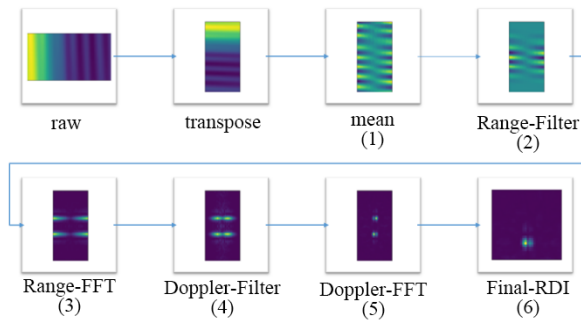 raw
transpose
mean
(1)
Range-Filter
(2)
Range-FFT
(3)
Doppler-Filter
(4)
Doppler-FFT
(5)
Final-RDI
(6)